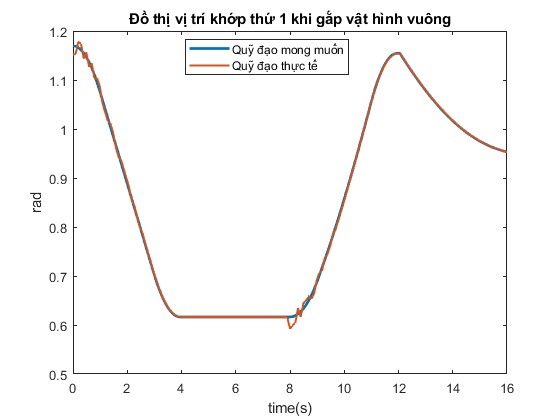 Đồ thị vị trí khớp thứ 1 khi gắp vật hình vuông
Quỹ đạo mong muốn
Quỹ đạo thực tế
1.2
1.1
1
0.9
0.8
0.7
0.6
0.5
rad
0 2 4 6 8 10 12 14 16
time(s)